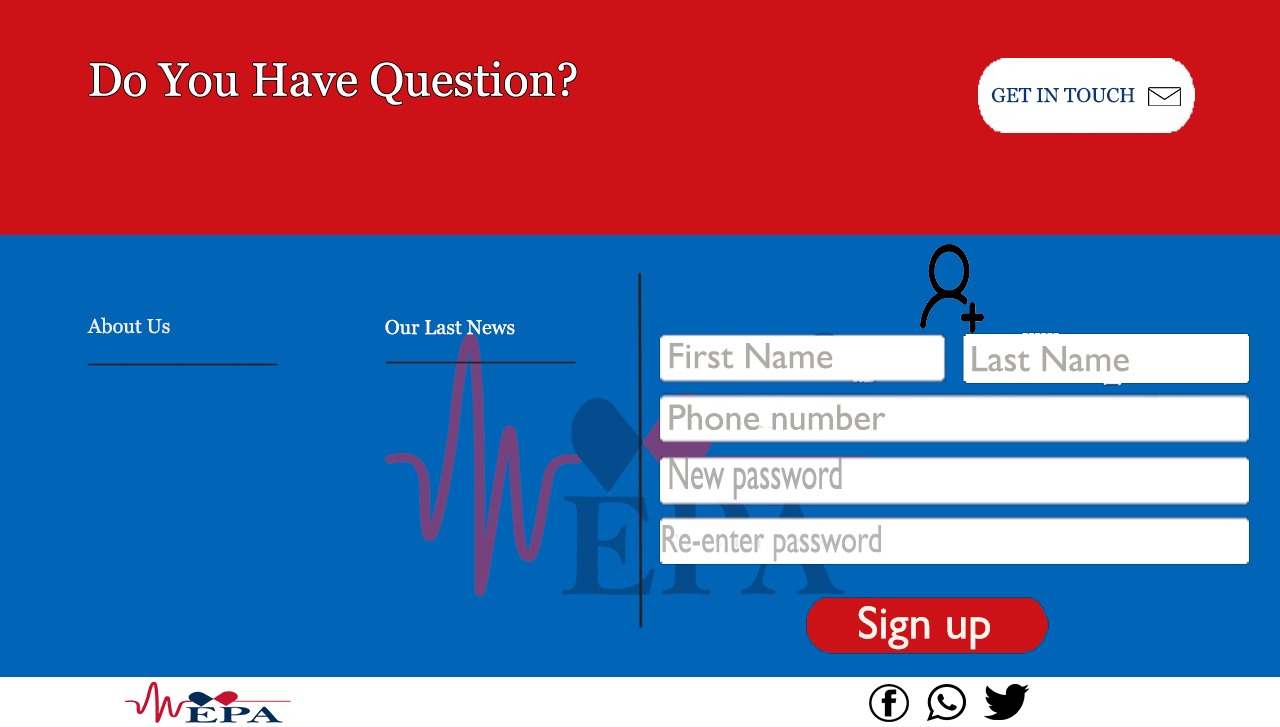 Do You Have Question?
GET IN TOUCH
About Us
Our Last News
First Name
Last Name
Phone number
New password
Re-enter password
EPA
Sign up
EPA